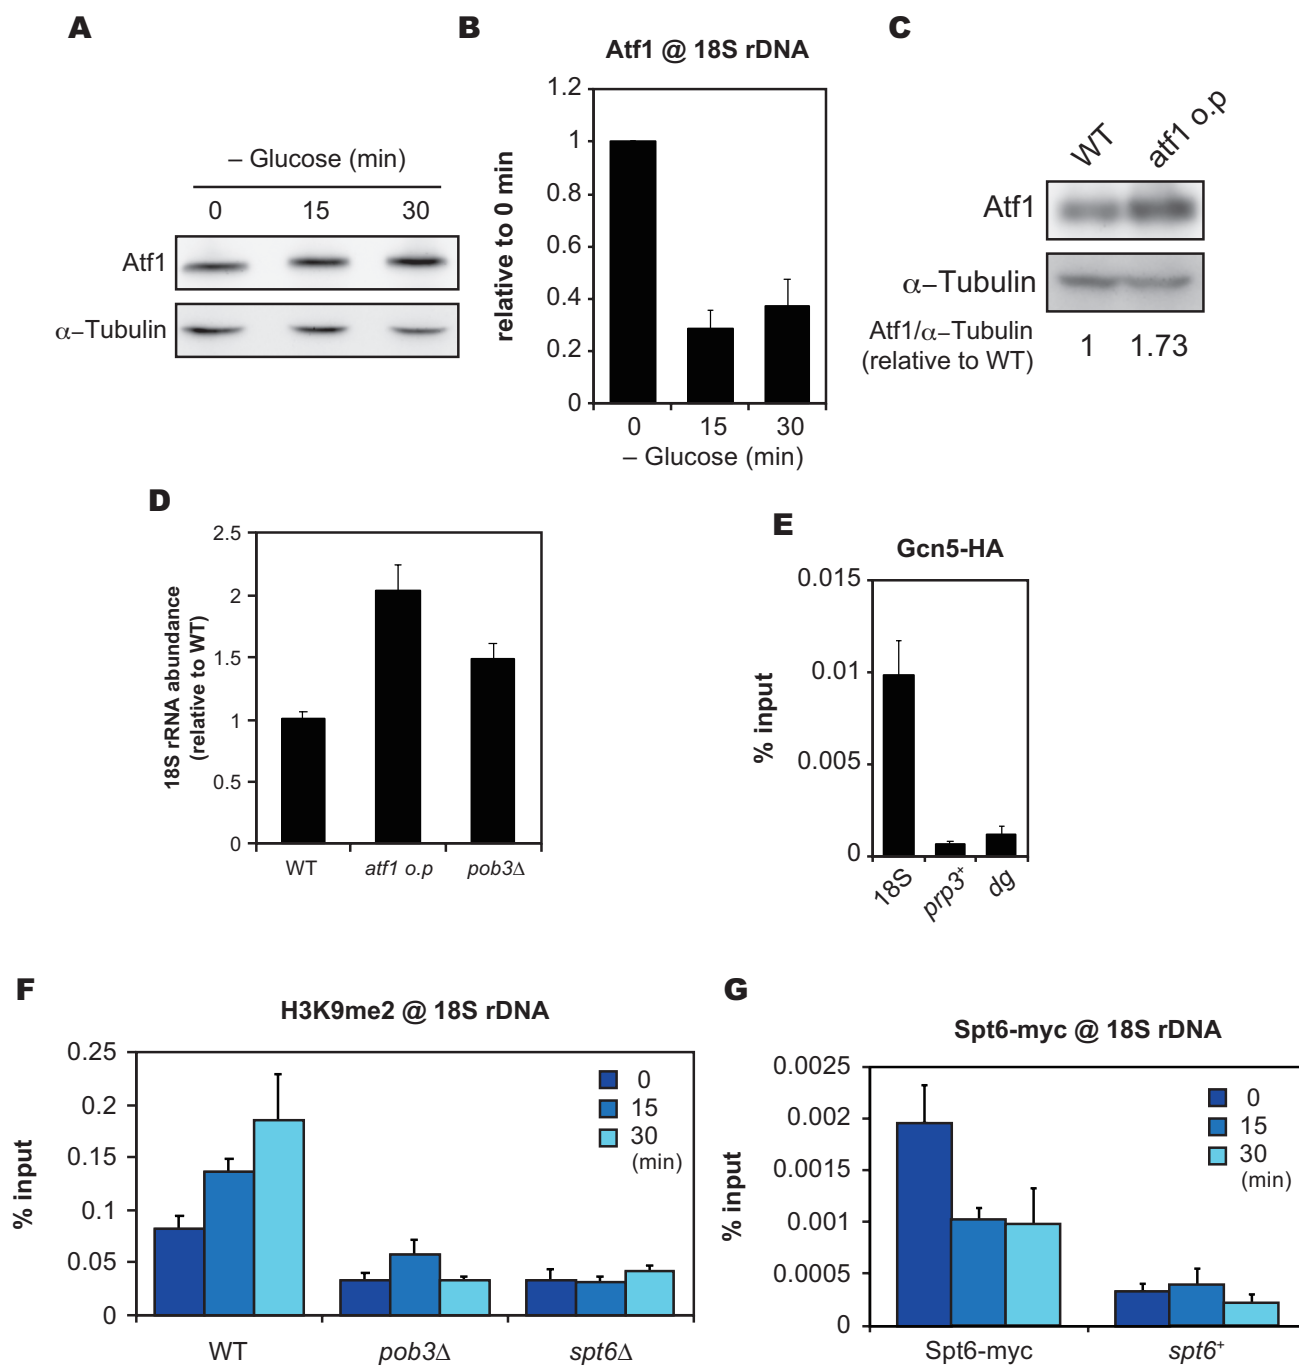 A
– Glucose (min)
0 15 30
Atf1
α–Tubulin
B
Atf1 @ 18S rDNA
relative to 0 min
1.2
1
0.8
0.6
0.4
0.2
0
0 15 30
– Glucose (min)
C
WT atf1 o.p
Atf1
α–Tubulin
Atf1/α–Tubulin
(relative to WT)
1 1.73
D
18S rRNA abundance
(relative to WT)
2.5
2
1.5
1
0.5
0
WT atf1 o.p pob3Δ
E
Gcn5-HA
% input
0.015
0.01
0.005
0
18S prp3⁺ dg
F
H3K9me2 @ 18S rDNA
% input
0.25
0.2
0.15
0.1
0.05
0
0
15
30
(min)
WT pob3Δ spt6Δ
G
Spt6-myc @ 18S rDNA
% input
0.0025
0.002
0.0015
0.001
0.0005
0
0
15
30
(min)
Spt6-myc spt6⁺